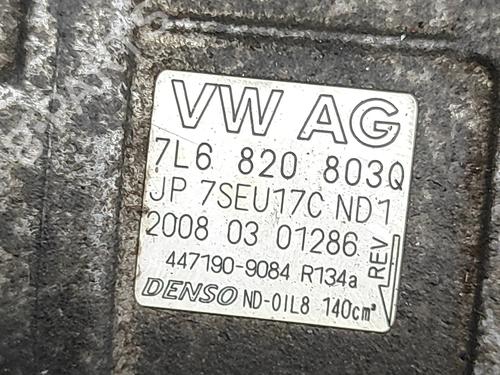 VW AG
7L6 820 803Q
JP 7SEU17C ND1
2008 03 01286 REV
447190-9084 R134a
DENSO ND-OIL8 140cm³